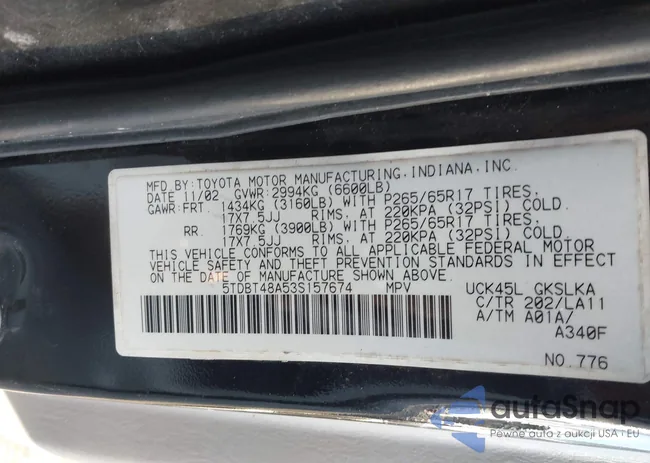 MFD.BY:TOYOTA MOTOR MANUFACTURING,INDIANA,INC.
DATE 11/02 GVWR:2994KG (6600LB)
GAWR:FRT. 1434KG (3160LB) WITH P265/65R17 TIRES,
17X7.5JJ RIMS, AT 220KPA (32PSI) COLD.
RR. 1769KG (3900LB) WITH P265/65R17 TIRES,
17X7.5JJ RIMS, AT 220KPA (32PSI) COLD.
THIS VEHICLE CONFORMS TO ALL APPLICABLE FEDERAL MOTOR
VEHICLE SAFETY AND THEFT PREVENTION STANDARDS IN EFFECT
ON THE DATE OF MANUFACTURE SHOWN ABOVE.
5TDBT48A53S157674 MPV UCK45L GKSLKA
C/TR 202/LA11
A/TM A01A/
A340F
NO.776
autoSnap
Pewne auta z aukcji USA i EU